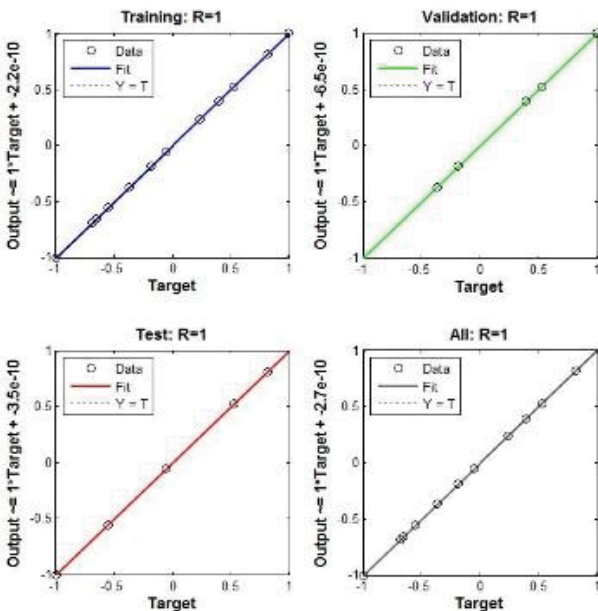 Training: R=1
Output ~= 1*Target + -2.2e-10
Data
Fit
Y = T
1
0.5
0
-0.5
-1
-1 -0.5 0 0.5 1
Target
Validation: R=1
Output ~= 1*Target + -6.5e-10
Data
Fit
Y = T
1
0.5
0
-0.5
-1
-1 -0.5 0 0.5 1
Target
Test: R=1
Output ~= 1*Target + -3.5e-10
Data
Fit
Y = T
1
0.5
0
-0.5
-1
-1 -0.5 0 0.5 1
Target
All: R=1
Output ~= 1*Target + -2.7e-10
Data
Fit
Y = T
1
0.5
0
-0.5
-1
-1 -0.5 0 0.5 1
Target